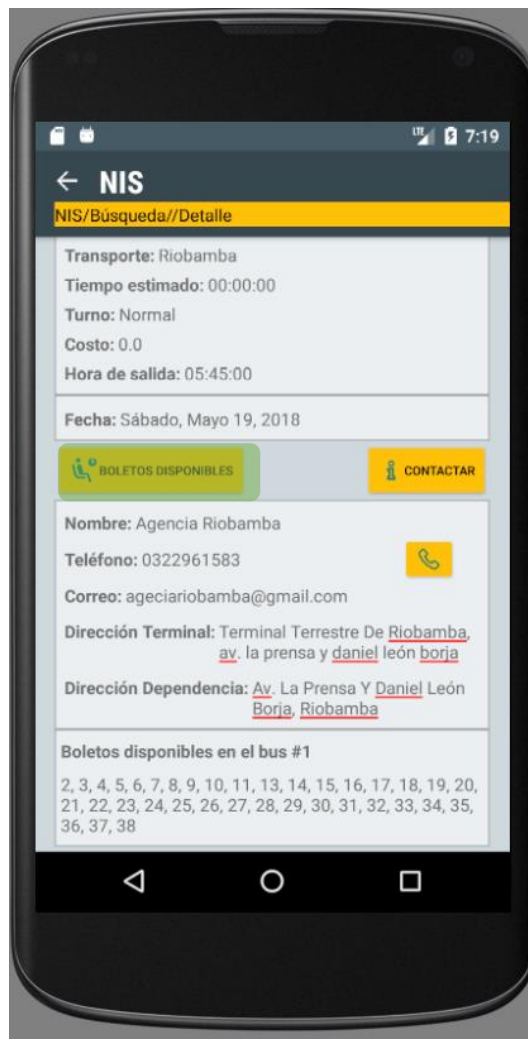 LTE 7:19
NIS
NIS/Búsqueda//Detalle
Transporte: Riobamba
Tiempo estimado: 00:00:00
Turno: Normal
Costo: 0.0
Hora de salida: 05:45:00
Fecha: Sábado, Mayo 19, 2018
BOLETOS DISPONIBLES
CONTACTAR
Nombre: Agencia Riobamba
Teléfono: 0322961583
Correo: ageciariobamba@gmail.com
Dirección Terminal: Terminal Terrestre De Riobamba,
av. la prensa y daniel león borja
Dirección Dependencia: Av. La Prensa Y Daniel León
Borja, Riobamba
Boletos disponibles en el bus #1
2, 3, 4, 5, 6, 7, 8, 9, 10, 11, 13, 14, 15, 16, 17, 18, 19, 20,
21, 22, 23, 24, 25, 26, 27, 28, 29, 30, 31, 32, 33, 34, 35,
36, 37, 38